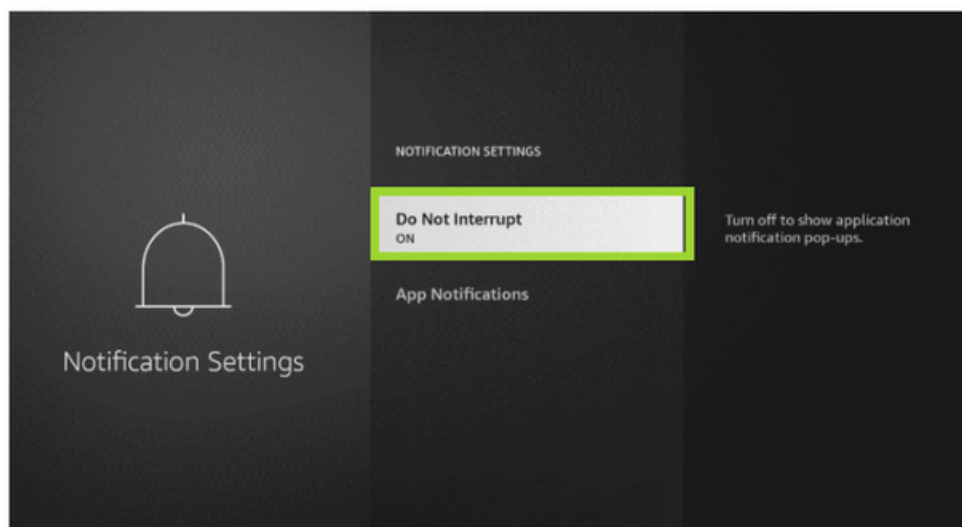 NOTIFICATION SETTINGS
Do Not Interrupt
ON
App Notifications
Turn off to show application
notification pop-ups.
Notification Settings